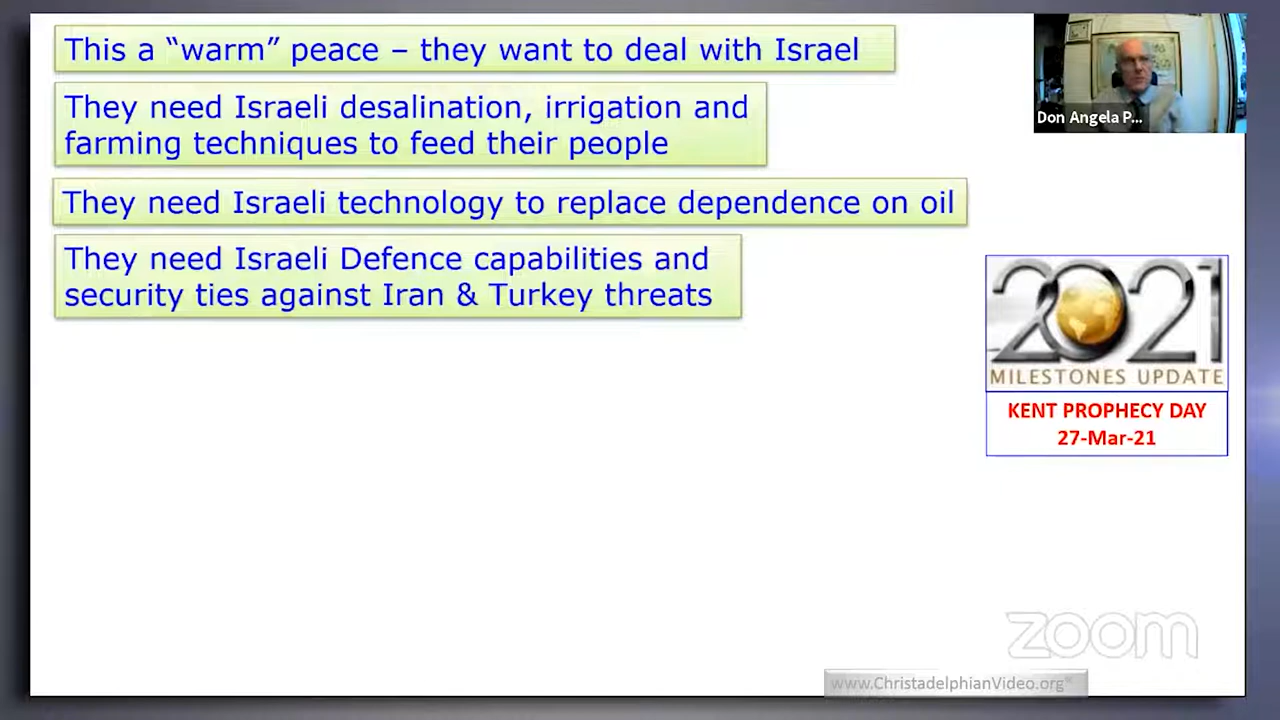 This a “warm” peace – they want to deal with Israel
They need Israeli desalination, irrigation and
farming techniques to feed their people
They need Israeli technology to replace dependence on oil
They need Israeli Defence capabilities and
security ties against Iran & Turkey threats
Don Angela P...
2021
MILESTONES UPDATE
KENT PROPHECY DAY
27-Mar-21
zoom
www.ChristadelphianVideo.org®